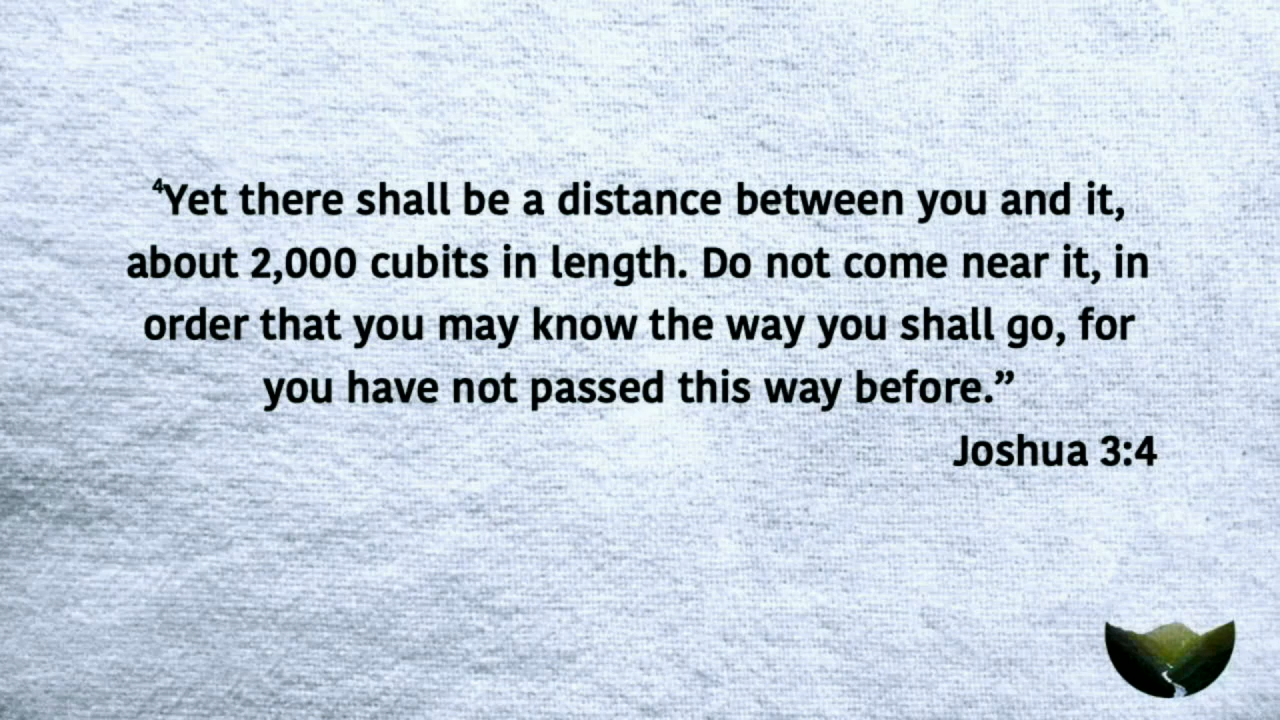 ⁴Yet there shall be a distance between you and it,
about 2,000 cubits in length. Do not come near it, in
order that you may know the way you shall go, for
you have not passed this way before.”
Joshua 3:4